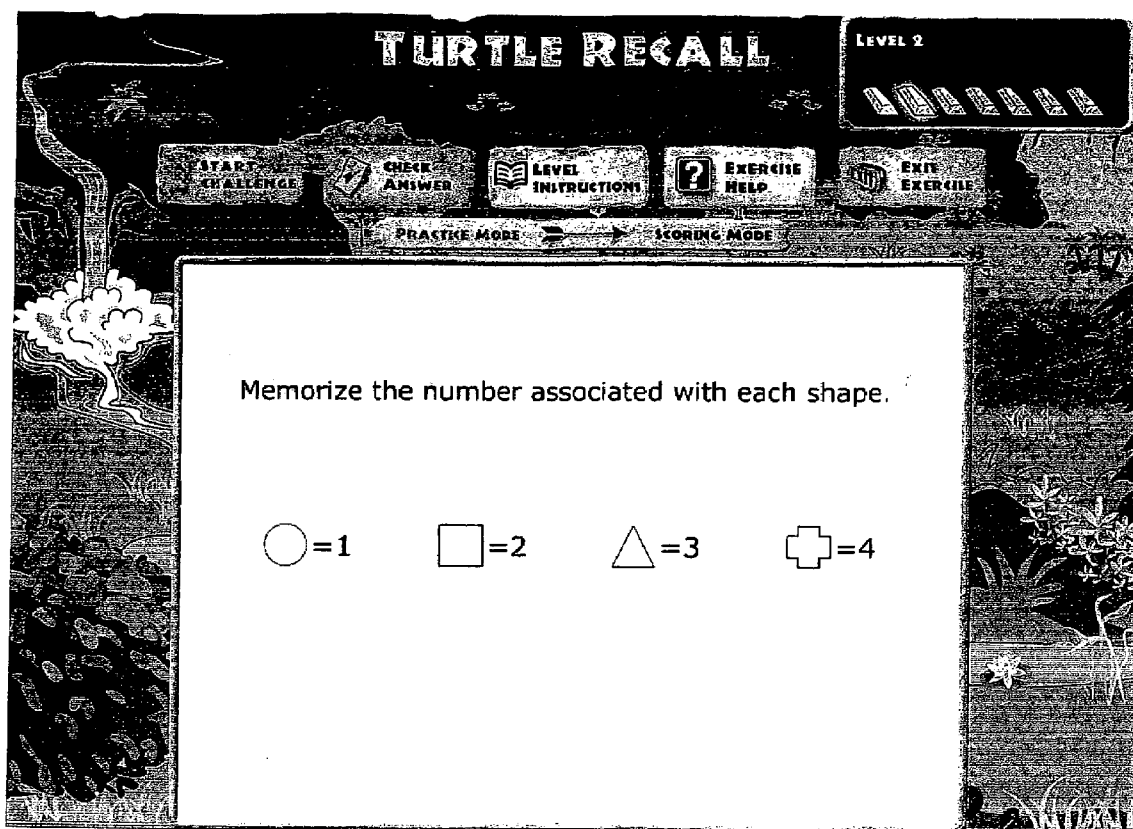 TURTLE RECALL
LEVEL 2
START CHALLENGE
CHECK ANSWER
LEVEL INSTRUCTIONS
EXERCISE HELP
EXIT EXERCISE
PRACTICE MODE
SCORING MODE
Memorize the number associated with each shape.
=1 =2 =3 =4